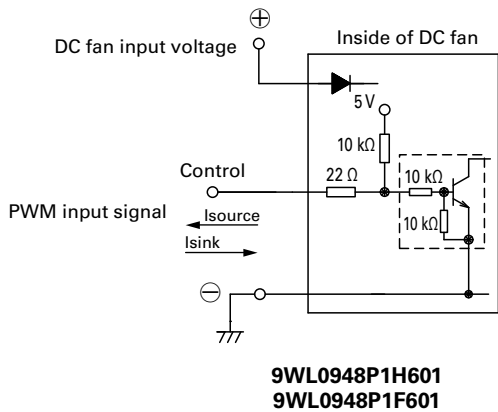 ⊕
DC fan input voltage
Inside of DC fan
5 V
10 kΩ
Control
22 Ω
10 kΩ
PWM input signal
Isource
10 kΩ
Isink
⊖
9WL0948P1H601
9WL0948P1F601